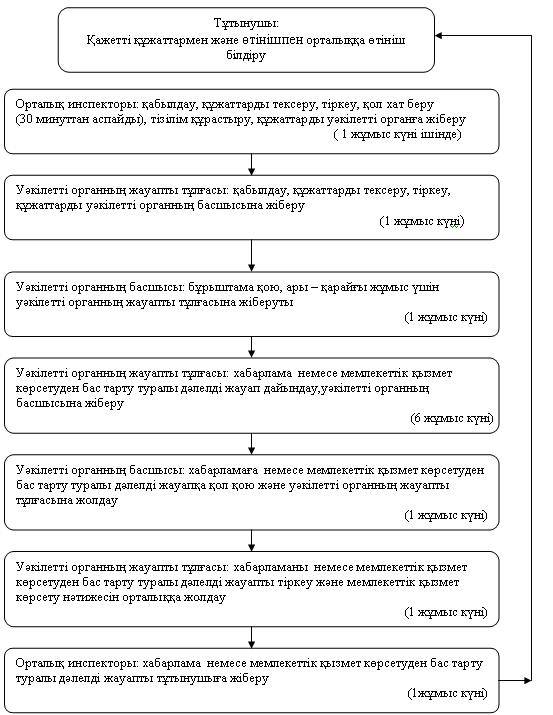 Тұтынушы:
Қажетті құжаттармен және өтінішпен орталыққа өтініш
білдіру
Орталық инспекторы: қабылдау, құжаттарды тексеру, тіркеу, қол хат беру
(30 минуттан аспайды), тізілім құрастыру, құжаттарды уәкілетті органға жіберу
( 1 жұмыс күні ішінде)
Уәкілетті органның жауапты тұлғасы: қабылдау, құжаттарды тексеру, тіркеу,
құжаттарды уәкілетті органның басшысына жіберу
(1 жұмыс күңі)
Уәкілетті органның басшысы: бұрыштама қою, ары – қарайғы жұмыс үшін
уәкілетті органның жауапты тұлғасына жіберуты
(1 жұмыс күні)
Уәкілетті органның жауапты тұлғасы: хабарлама немесе мемлекеттік қызмет
көрсетуден бас тарту туралы дәлелді жауап дайындау,уәкілетті органның
басшысына жіберу
(6 жұмыс күні)
Уәкілетті органның басшысы: хабарламаға немесе мемлекеттік қызмет көрсетуден
бас тарту туралы дәлелді жауапқа қол қою және уәкілетті органның жауапты
тұлғасына жолдау
(1 жұмыс күні)
Уәкілетті органның жауапты тұлғасы: хабарламаны немесе мемлекеттік қызмет
көрсетуден бас тарту туралы дәлелді жауапты тіркеу және мемлекеттік қызмет
көрсету нәтижесін орталыққа жолдау
(1 жұмыс күні)
Орталық инспекторы: хабарлама немесе мемлекеттік қызмет көрсетуден бас тарту
туралы дәлелді жауапты тұтынушыға жіберу
(1жұмыс күні)